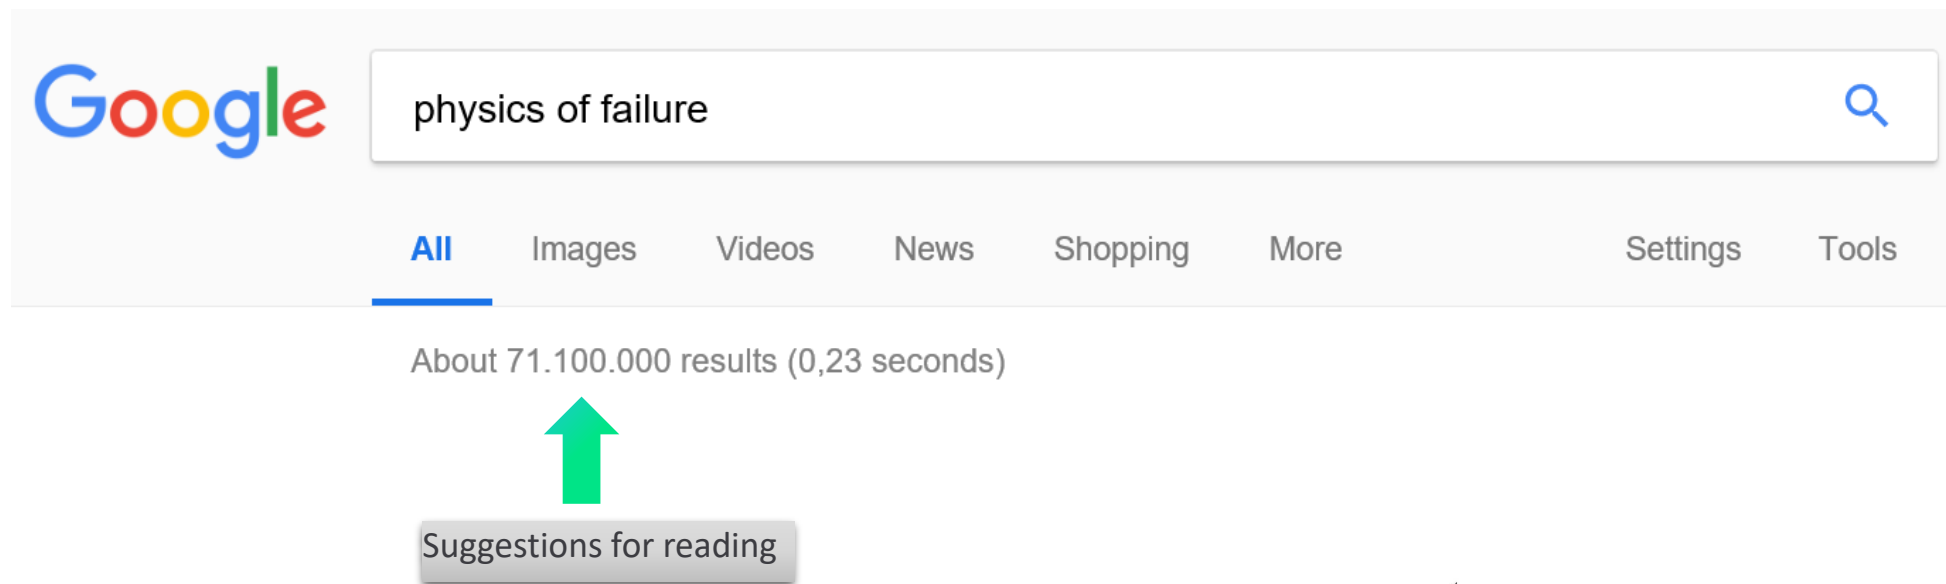 Google
physics of failure
All Images Videos News Shopping More Settings Tools
About 71.100.000 results (0,23 seconds)
Suggestions for reading